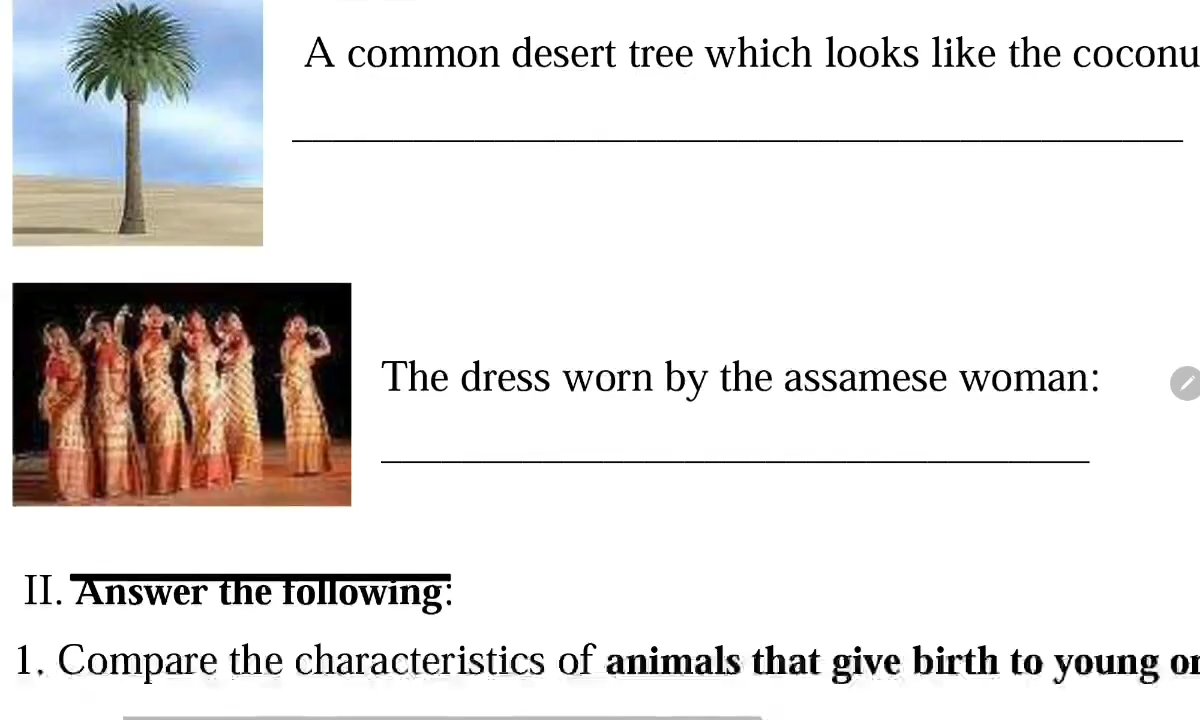 A common desert tree which looks like the coconu
The dress worn by the assamese woman:
II. Answer the following:
1. Compare the characteristics of animals that give birth to young or